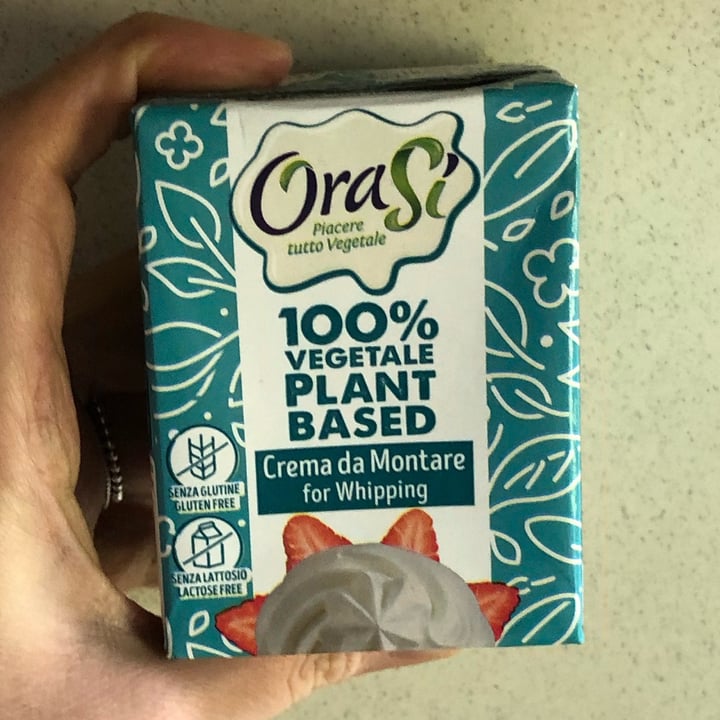 OraSì
Piacere
tutto Vegetale
100%
VEGETALE
PLANT
BASED
Crema da Montare
for Whipping
SENZA GLUTINE
GLUTEN FREE
SENZA LATTOSIO
LACTOSE FREE